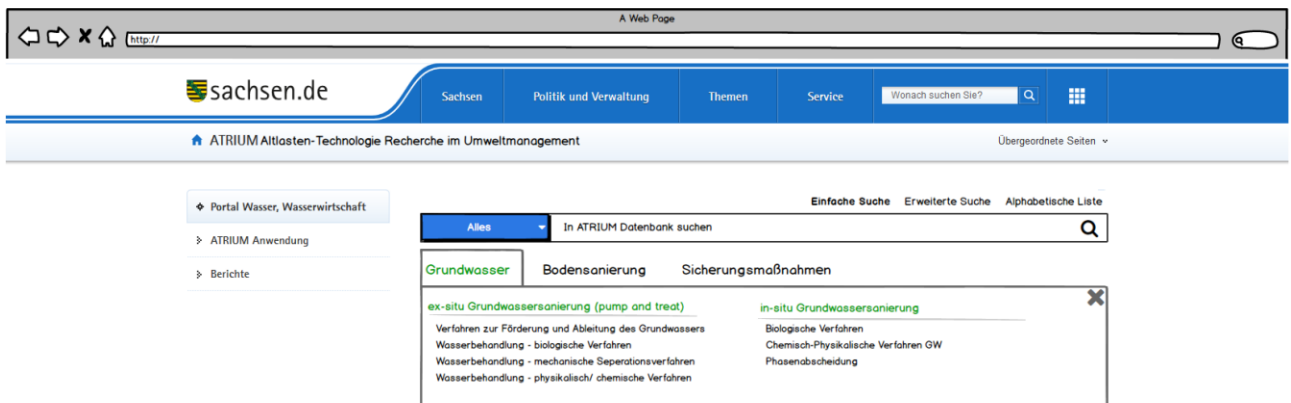 A Web Page
http://
sachsen.de
Sachsen Politik und Verwaltung Themen Service Wonach suchen Sie?
ATRIUM Altlasten-Technologie Recherche im Umweltmanagement Übergeordnete Seiten
Portal Wasser, Wasserwirtschaft
ATRIUM Anwendung
Berichte
Einfache Suche Erweiterte Suche Alphabetische Liste
Alles In ATRIUM Datenbank suchen
Grundwasser Bodensanierung Sicherungsmaßnahmen
ex-situ Grundwassersanierung (pump and treat)
Verfahren zur Förderung und Ableitung des Grundwassers
Wasserbehandlung - biologische Verfahren
Wasserbehandlung - mechanische Seperationsverfahren
Wasserbehandlung - physikalisch/ chemische Verfahren
in-situ Grundwassersanierung
Biologische Verfahren
Chemisch-Physikalische Verfahren GW
Phasenabscheidung